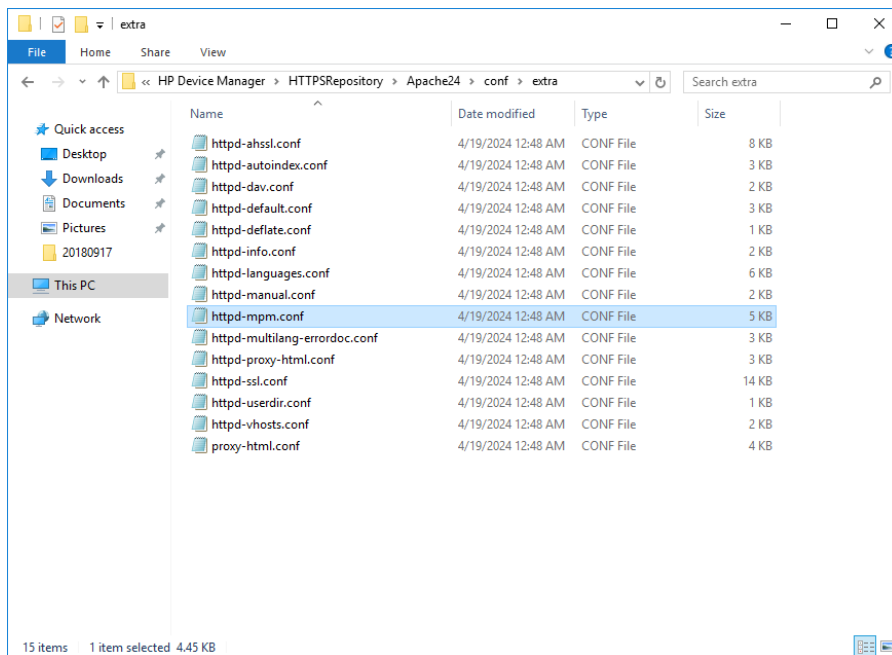 extra
File Home Share View
« HP Device Manager > HTTPSRepository > Apache24 > conf > extra
Search extra
Name Date modified Type Size
Quick access
Desktop
Downloads
Documents
Pictures
20180917
This PC
Network
httpd-ahssl.conf 4/19/2024 12:48 AM CONF File 8 KB
httpd-autoindex.conf 4/19/2024 12:48 AM CONF File 3 KB
httpd-dav.conf 4/19/2024 12:48 AM CONF File 2 KB
httpd-default.conf 4/19/2024 12:48 AM CONF File 3 KB
httpd-deflate.conf 4/19/2024 12:48 AM CONF File 1 KB
httpd-info.conf 4/19/2024 12:48 AM CONF File 2 KB
httpd-languages.conf 4/19/2024 12:48 AM CONF File 6 KB
httpd-manual.conf 4/19/2024 12:48 AM CONF File 2 KB
httpd-mpm.conf 4/19/2024 12:48 AM CONF File 5 KB
httpd-multilang-errordoc.conf 4/19/2024 12:48 AM CONF File 3 KB
httpd-proxy-html.conf 4/19/2024 12:48 AM CONF File 3 KB
httpd-ssl.conf 4/19/2024 12:48 AM CONF File 14 KB
httpd-userdir.conf 4/19/2024 12:48 AM CONF File 1 KB
httpd-vhosts.conf 4/19/2024 12:48 AM CONF File 2 KB
proxy-html.conf 4/19/2024 12:48 AM CONF File 4 KB
15 items 1 item selected 4.45 KB